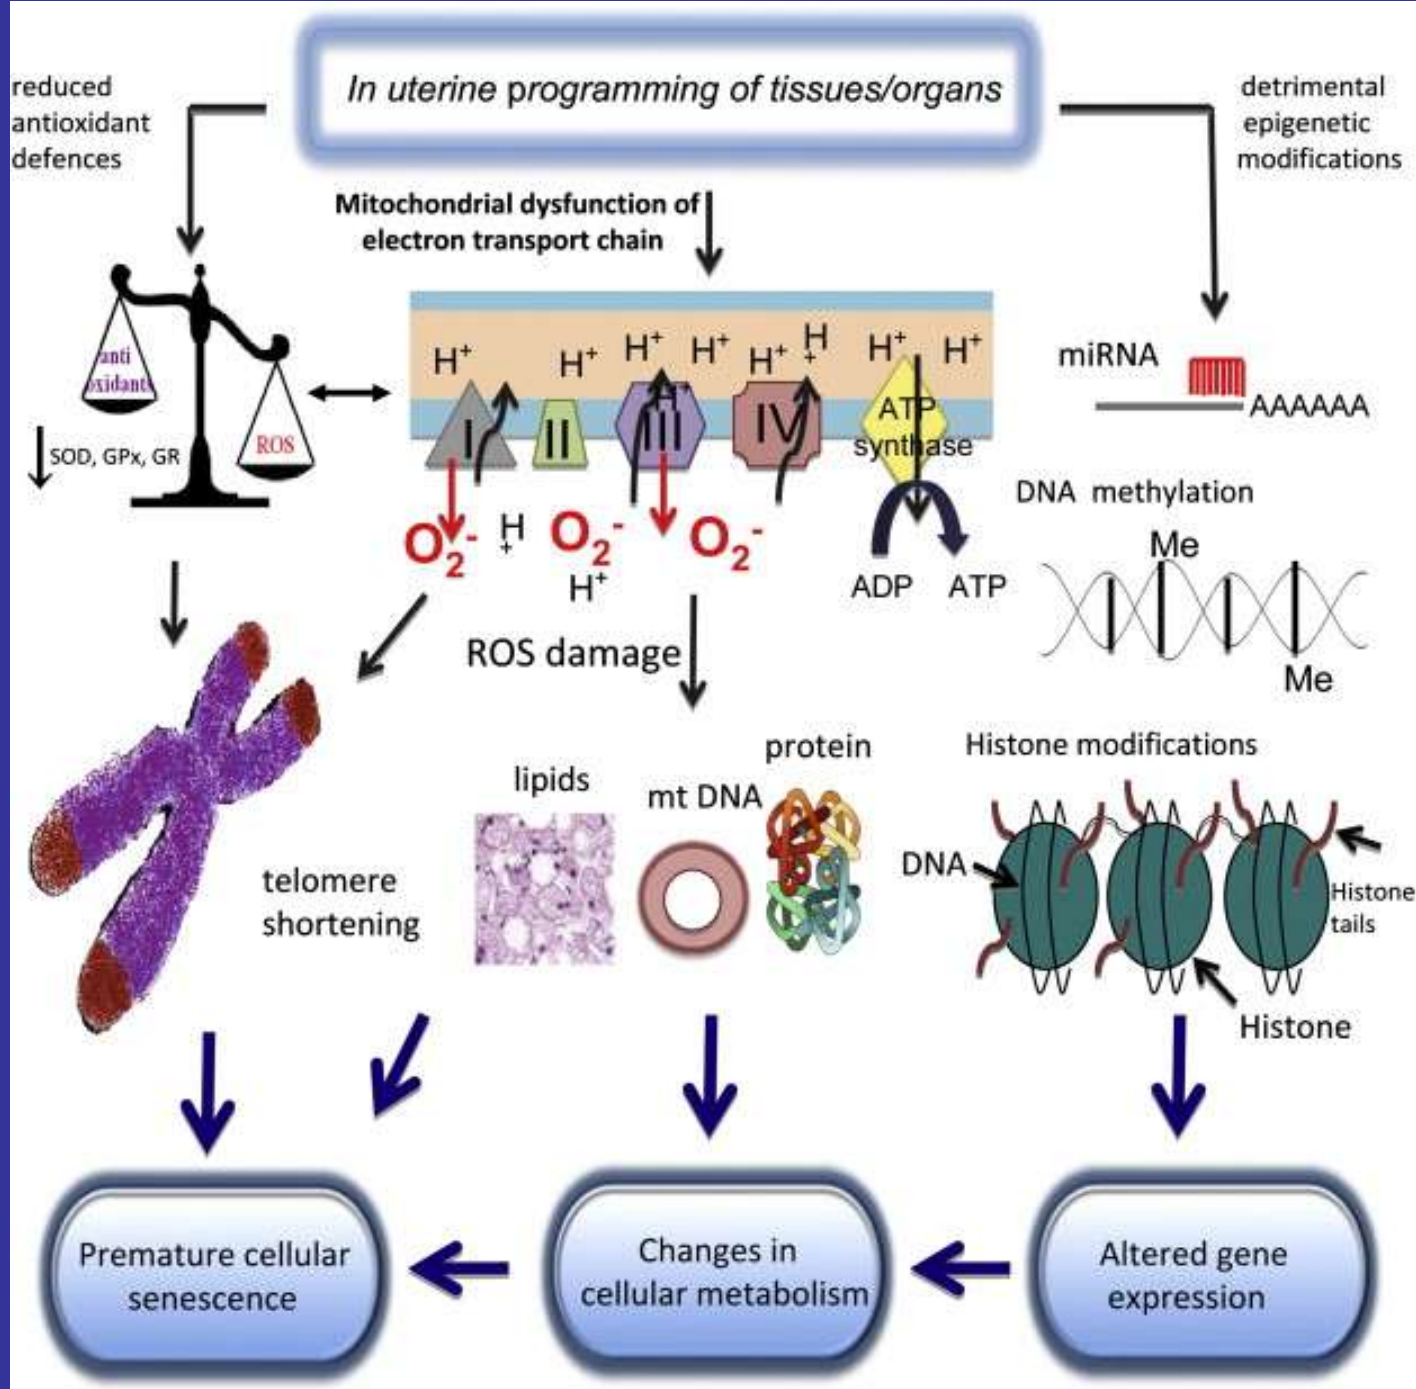 In uterine programming of tissues/organs
reduced
antioxidant
defences
detrimental
epigenetic
modifications
Mitochondrial dysfunction of
electron transport chain
anti
oxidants
ROS
SOD, GPx, GR
H+
H+
H+
H+
H+
H+
H+
H+
H+
I
II
III
IV
ATP
synthase
O2-
H+
O2-
O2-
H+
ADP
ATP
miRNA
AAAAAA
DNA methylation
Me
Me
ROS damage
lipids
mt DNA
protein
telomere
shortening
Histone modifications
DNA
Histone
tails
Histone
Premature cellular
senescence
Changes in
cellular metabolism
Altered gene
expression